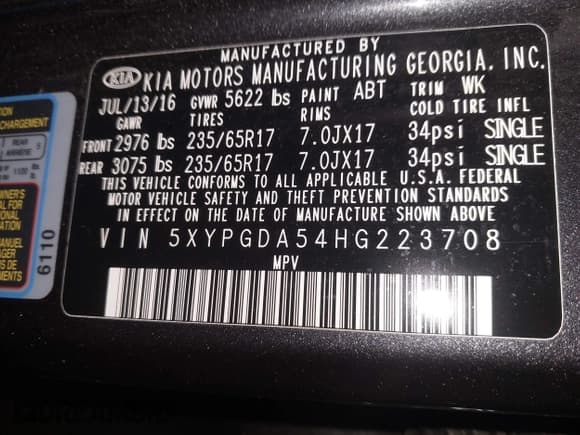 MANUFACTURED BY
KIA KIA MOTORS MANUFACTURING GEORGIA, INC.
JUL/13/16 GVWR 5622 lbs PAINT ABT TRIM WK
GAWR TIRES RIMS COLD TIRE INFL
FRONT 2976 lbs 235/65R17 7.0JX17 34psi SINGLE
REAR 3075 lbs 235/65R17 7.0JX17 34psi SINGLE
THIS VEHICLE CONFORMS TO ALL APPLICABLE U.S.A. FEDERAL
MOTOR VEHICLE SAFETY AND THEFT PREVENTION STANDARDS
IN EFFECT ON THE DATE OF MANUFACTURE SHOWN ABOVE
VIN 5XYPGDA54HG223708
MPV
CHARGEMENT
REAR
6110